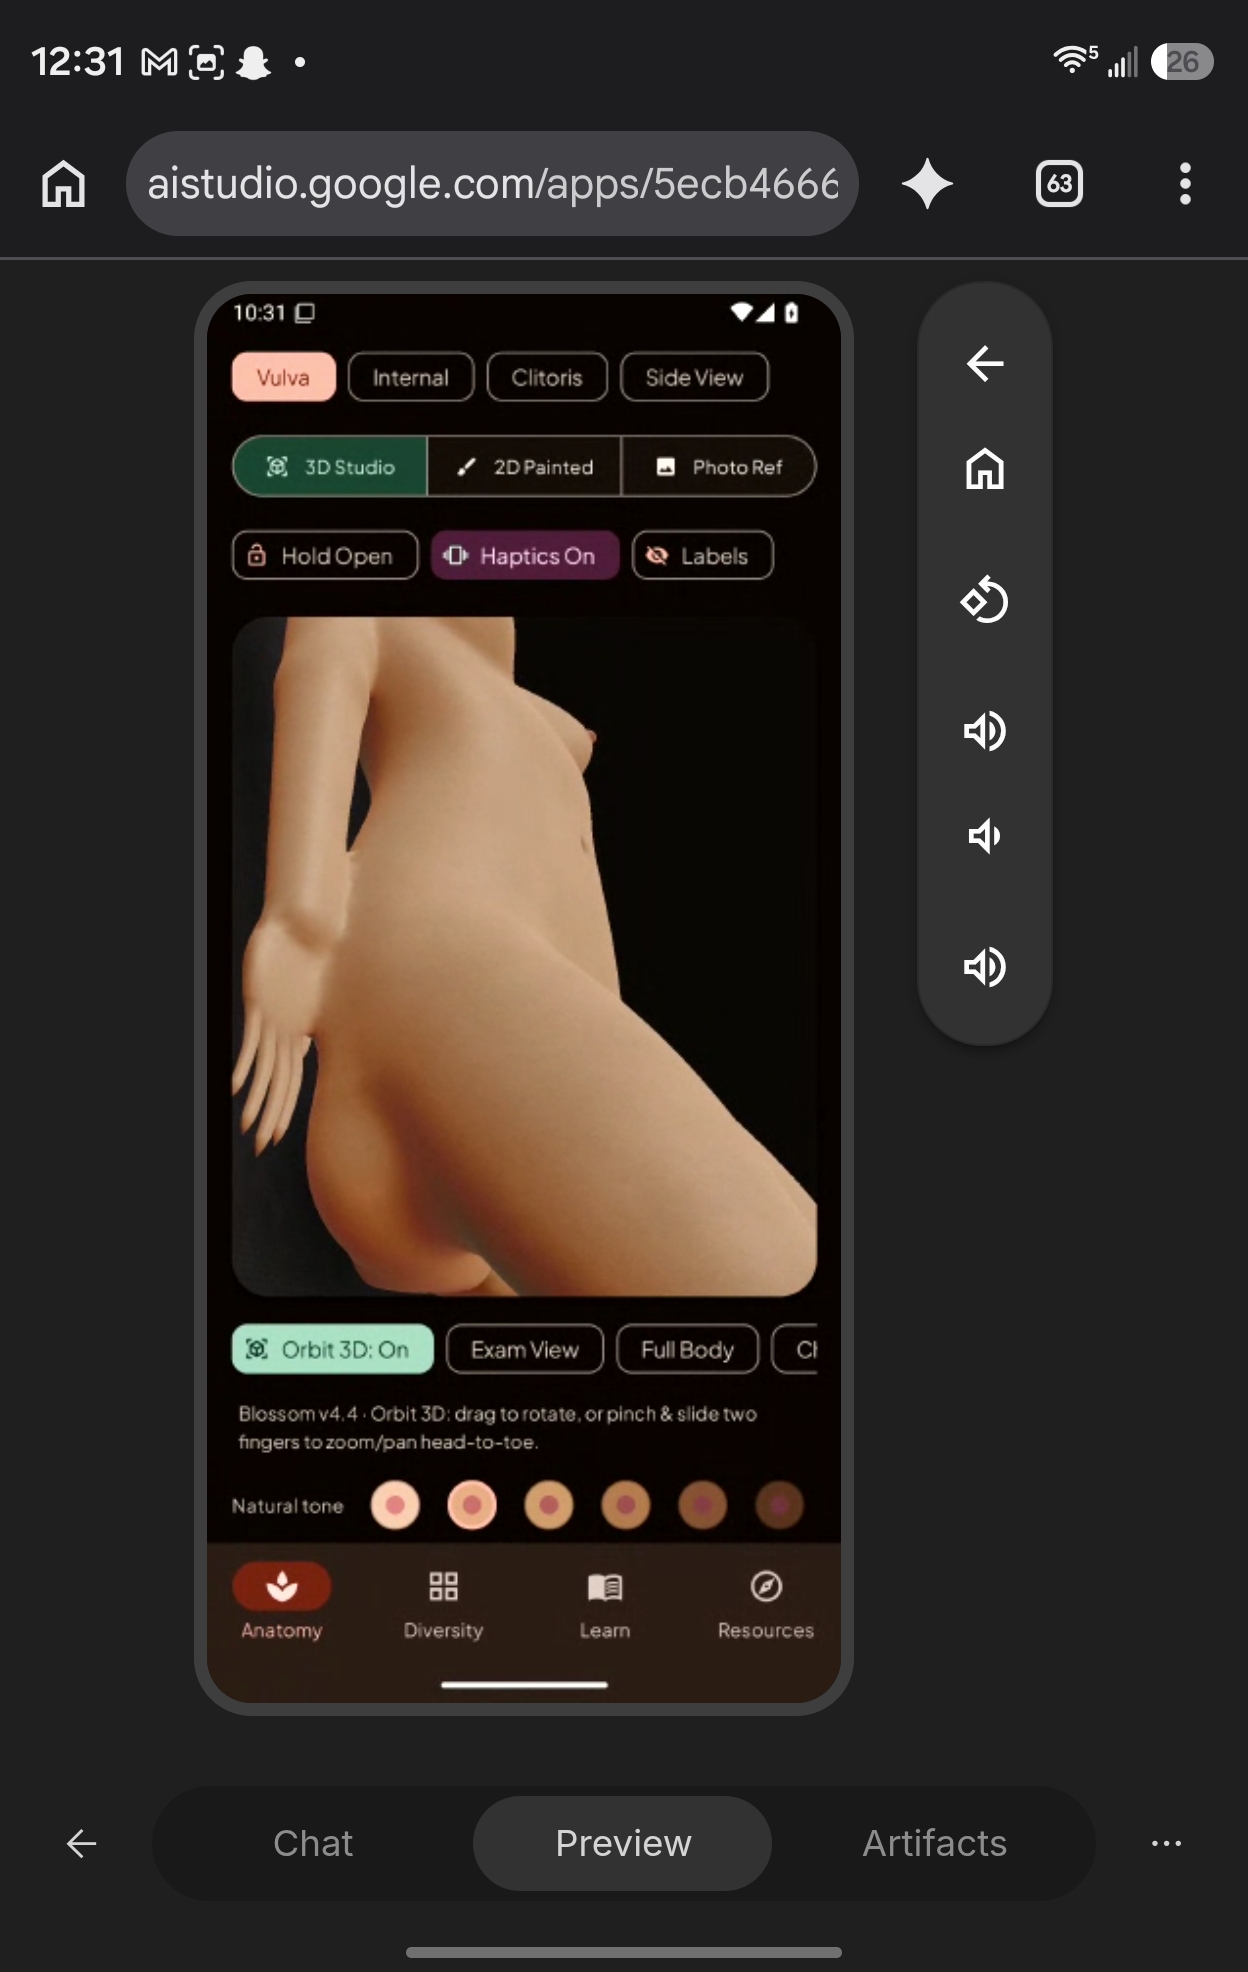 12:31
5
26
aistudio.google.com/apps/5ecb4666
63
10:31
Vulva Internal Clitoris Side View
3D Studio 2D Painted Photo Ref
Hold Open Haptics On Labels
Orbit 3D: On Exam View Full Body
Blossom v4.4 · Orbit 3D: drag to rotate, or pinch & slide two
fingers to zoom/pan head-to-toe.
Natural tone
Anatomy Diversity Learn Resources
Chat Preview Artifacts